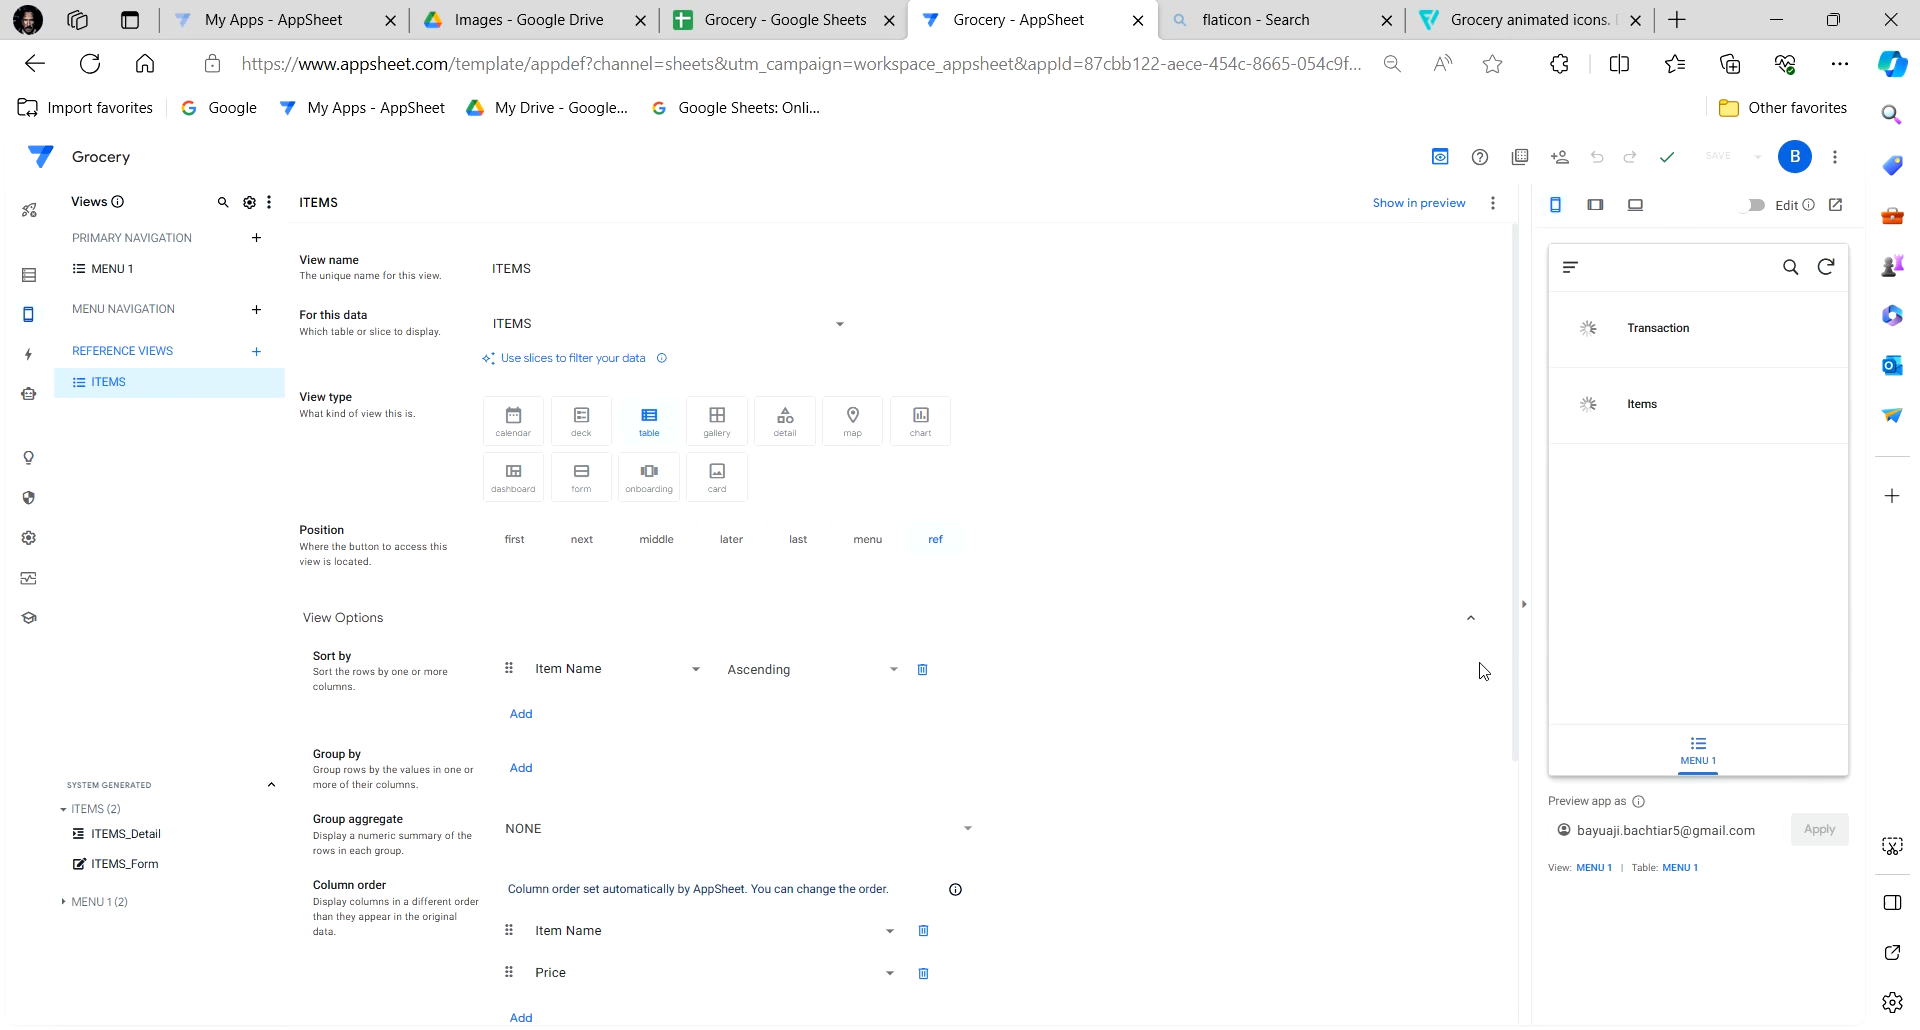 My Apps - AppSheet
Images - Google Drive
Grocery - Google Sheets
Grocery - AppSheet
flaticon - Search
Grocery animated icons.
https://www.appsheet.com/template/appdef?channel=sheets&utm_campaign=workspace_appsheet&appId=87cbb122-aece-454c-8665-054c9f...
Import favorites
Google
My Apps - AppSheet
My Drive - Google...
Google Sheets: Onli...
Other favorites
Grocery
SAVE
B
Views
ITEMS
Show in preview
Edit
PRIMARY NAVIGATION
MENU 1
MENU NAVIGATION
REFERENCE VIEWS
ITEMS
View name
The unique name for this view.
ITEMS
For this data
Which table or slice to display.
ITEMS
Use slices to filter your data
View type
What kind of view this is.
calendar deck table gallery detail map chart
dashboard form onboarding card
Position
Where the button to access this
view is located.
first next middle later last menu ref
View Options
Sort by
Sort the rows by one or more
columns.
Item Name
Ascending
Add
Group by
Group rows by the values in one or
more of their columns.
Add
Group aggregate
Display a numeric summary of the
rows in each group.
NONE
Column order
Display columns in a different order
than they appear in the original
data.
Column order set automatically by AppSheet. You can change the order.
Item Name
Price
Add
SYSTEM GENERATED
ITEMS (2)
ITEMS_Detail
ITEMS_Form
MENU 1 (2)
Transaction
Items
MENU 1
Preview app as
bayuaji.bachtiar5@gmail.com
Apply
View: MENU 1 | Table: MENU 1